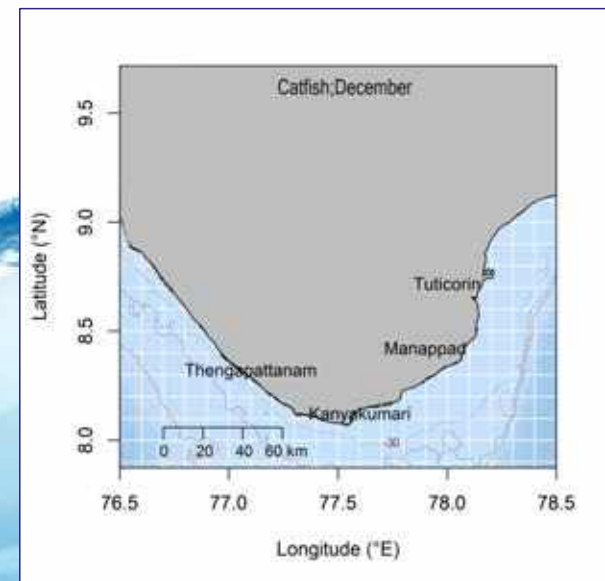 Catfish;December
9.5
9.0
8.5
8.0
Latitude (°N)
Tuticorin
Manappad
Thengapattanam
Kanyakumari
-30
0 20 40 60 km
76.5 77.0 77.5 78.0 78.5
Longitude (°E)